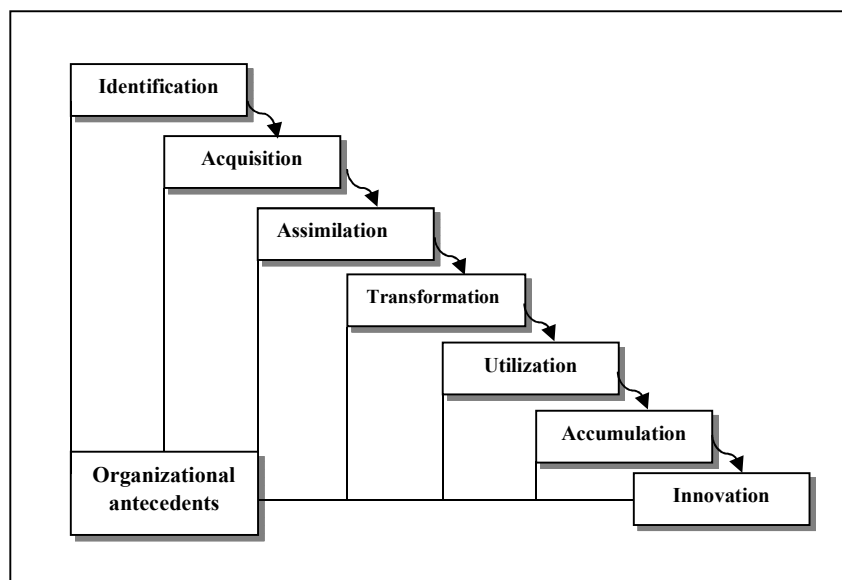 Identification
Acquisition
Assimilation
Transformation
Utilization
Accumulation
Organizational
antecedents
Innovation